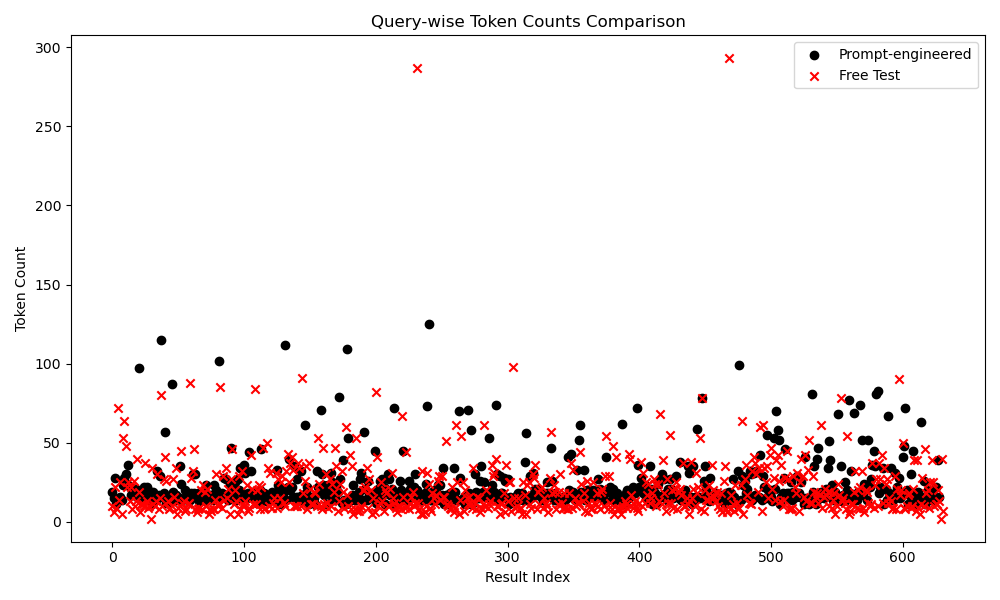 Query-wise Token Counts Comparison
300
250
200
150
100
50
0
Token Count
0 100 200 300 400 500 600
Result Index
Prompt-engineered
Free Test